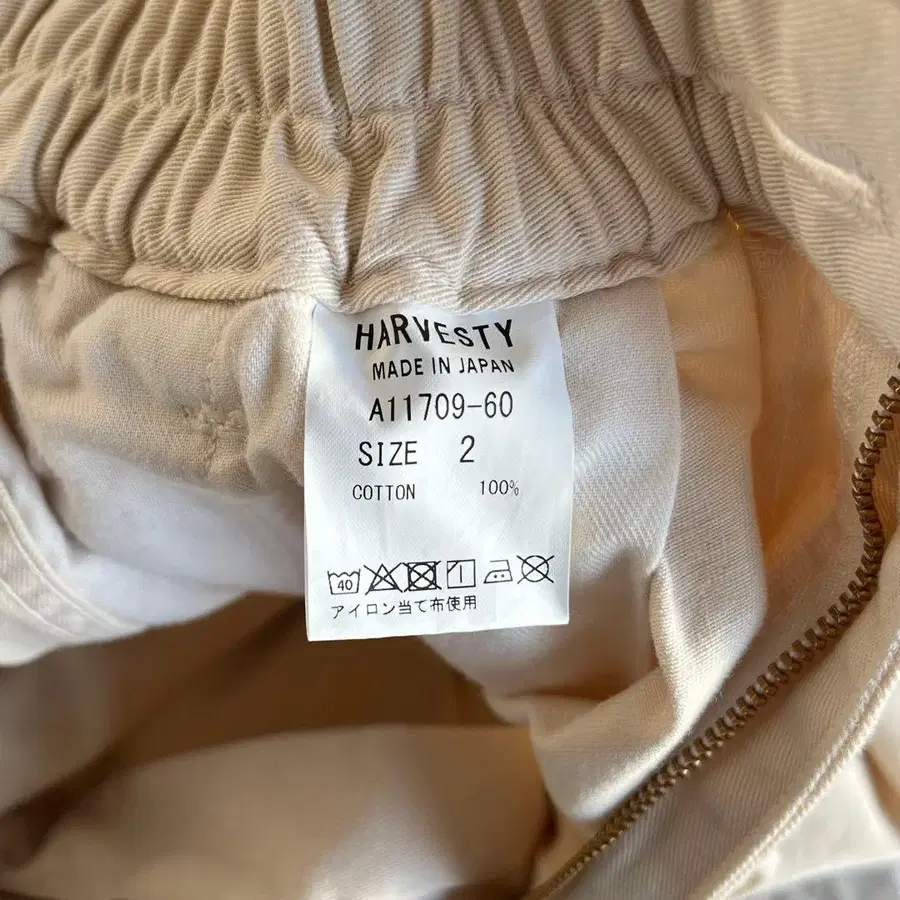 HARVESTY
MADE IN JAPAN
A11709-60
SIZE 2
COTTON 100%
40
アイロン当て布使用